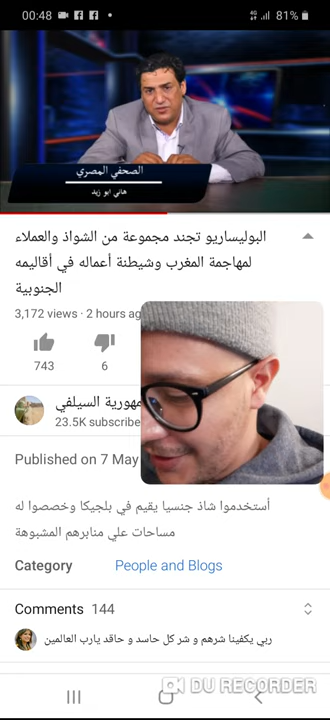 00:48
4G
81%
الصحفي المصري
هاني ابو زيد
البوليساريو تجند مجموعة من الشواذ والعملاء
لمهاجمة المغرب وشيطنة أعماله في أقاليمه
الجنوبية
3,172 views · 2 hours ag
743
6
مهورية السيلفي
23.5K subscribe
Published on 7 May
أستخدموا شاذ جنسيا يقيم في بلجيكا وخصصوا له
مساحات علي منابرهم المشبوهة
Category People and Blogs
Comments 144
ربي يكفينا شرهم و شر كل حاسد و حاقد يارب العالمين
DU RECORDER